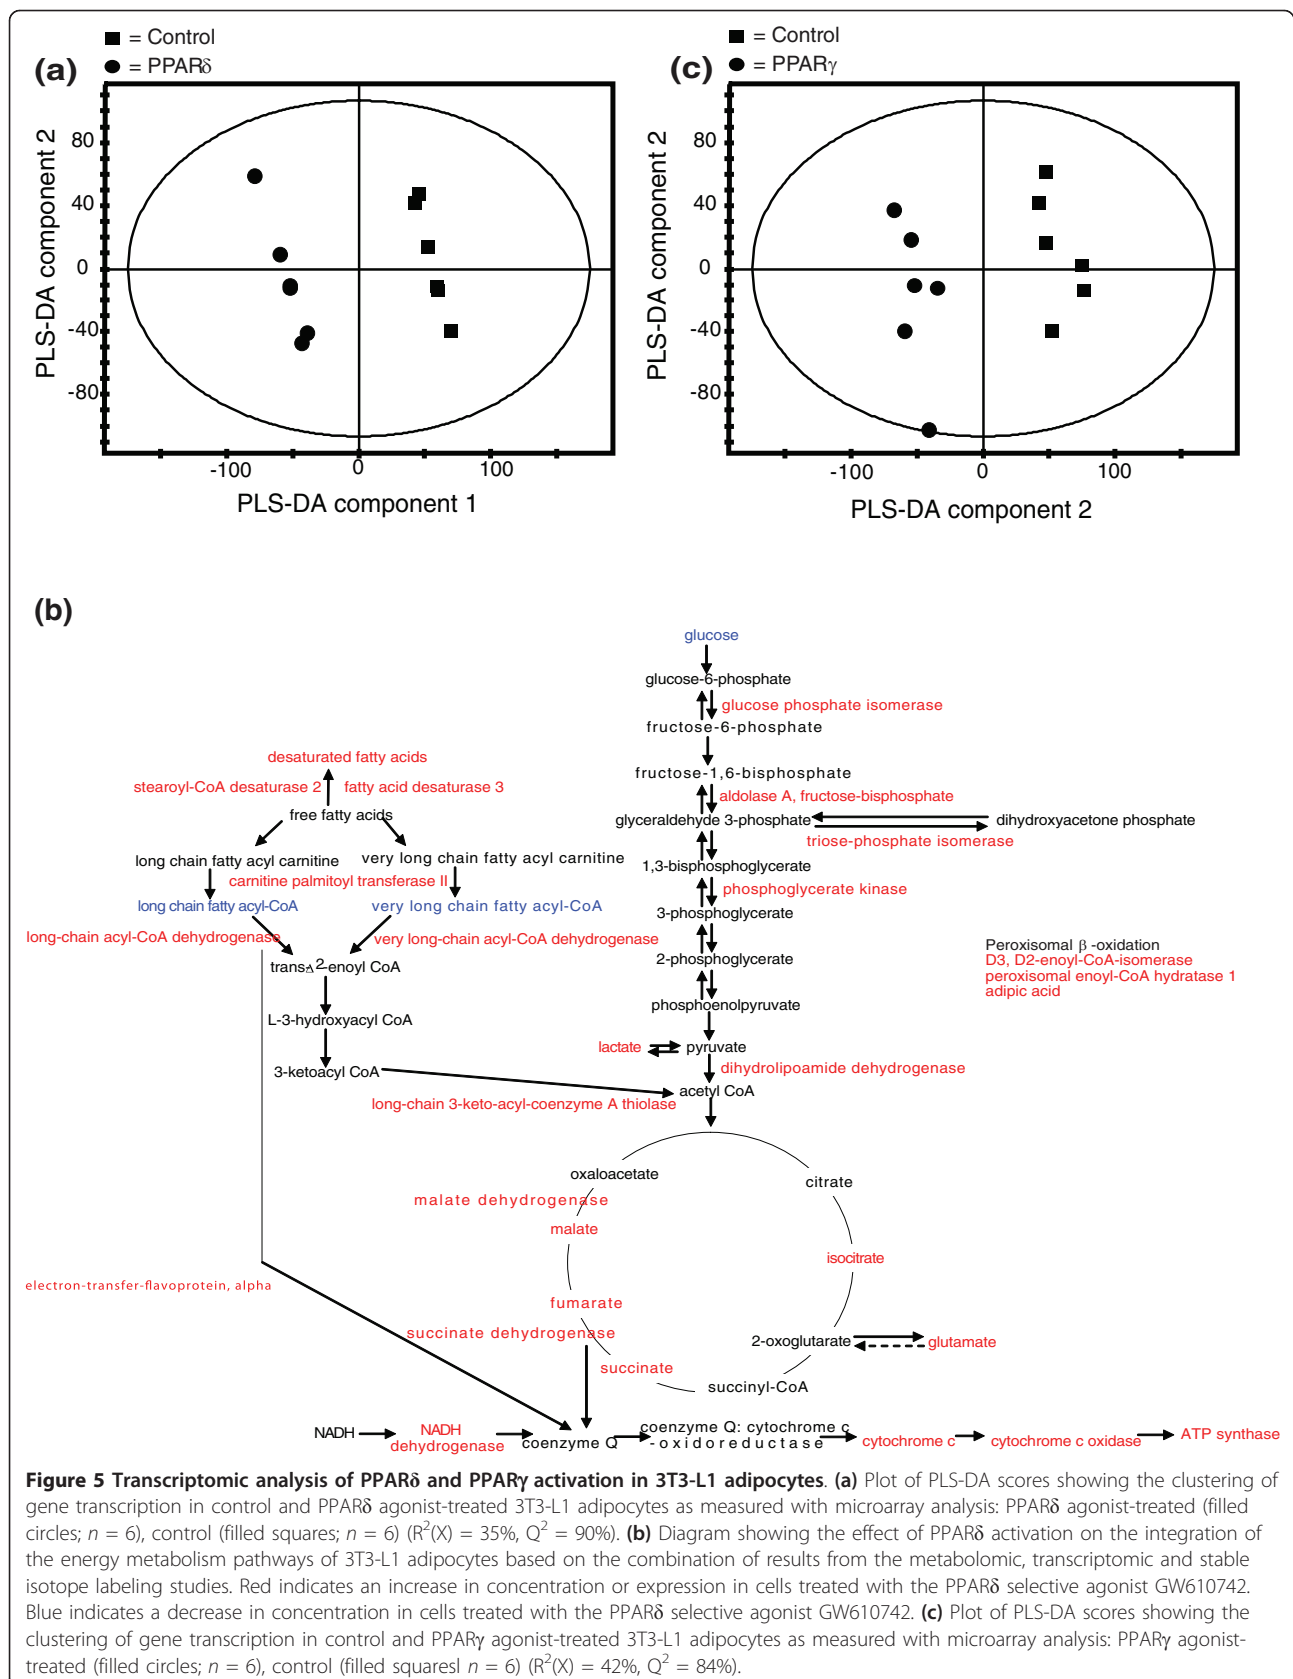 = Control
= PPARδ
(a)
PLS-DA component 2
80
40
0
-40
-80
-100
0
100
PLS-DA component 1
= Control
= PPARγ
(c)
PLS-DA component 2
80
40
0
-40
-80
-100
0
100
PLS-DA component 2
(b)
glucose
glucose-6-phosphate
glucose phosphate isomerase
fructose-6-phosphate
fructose-1,6-bisphosphate
aldolase A, fructose-bisphosphate
glyceraldehyde 3-phosphate
dihydroxyacetone phosphate
triose-phosphate isomerase
1,3-bisphosphoglycerate
phosphoglycerate kinase
3-phosphoglycerate
2-phosphoglycerate
phosphoenolpyruvate
lactate
pyruvate
dihydrolipoamide dehydrogenase
acetyl CoA
desaturated fatty acids
stearoyl-CoA desaturase 2
fatty acid desaturase 3
free fatty acids
long chain fatty acyl carnitine
very long chain fatty acyl carnitine
carnitine palmitoyl transferase II
long chain fatty acyl-CoA
very long chain fatty acyl-CoA
long-chain acyl-CoA dehydrogenase
very long-chain acyl-CoA dehydrogenase
trans Δ2-enoyl CoA
L-3-hydroxyacyl CoA
3-ketoacyl CoA
long-chain 3-keto-acyl-coenzyme A thiolase
Peroxisomal β -oxidation
D3, D2-enoyl-CoA-isomerase
peroxisomal enoyl-CoA hydratase 1
adipic acid
oxaloacetate
citrate
malate dehydrogenase
malate
isocitrate
electron-transfer-flavoprotein, alpha
fumarate
succinate dehydrogenase
2-oxoglutarate
glutamate
succinate
succinyl-CoA
NADH
NADH
dehydrogenase
coenzyme Q
coenzyme Q: cytochrome c
-oxidoreductase
cytochrome c
cytochrome c oxidase
ATP synthase
Figure 5 Transcriptomic analysis of PPARδ and PPARγ activation in 3T3-L1 adipocytes. (a) Plot of PLS-DA scores showing the clustering of
gene transcription in control and PPARδ agonist-treated 3T3-L1 adipocytes as measured with microarray analysis: PPARδ agonist-treated (filled
circles; n = 6), control (filled squares; n = 6) (R²(X) = 35%, Q² = 90%). (b) Diagram showing the effect of PPARδ activation on the integration of
the energy metabolism pathways of 3T3-L1 adipocytes based on the combination of results from the metabolomic, transcriptomic and stable
isotope labeling studies. Red indicates an increase in concentration or expression in cells treated with the PPARδ selective agonist GW610742.
Blue indicates a decrease in concentration in cells treated with the PPARδ selective agonist GW610742. (c) Plot of PLS-DA scores showing the
clustering of gene transcription in control and PPARγ agonist-treated 3T3-L1 adipocytes as measured with microarray analysis: PPARγ agonist-
treated (filled circles; n = 6), control (filled squaresl n = 6) (R²(X) = 42%, Q² = 84%).